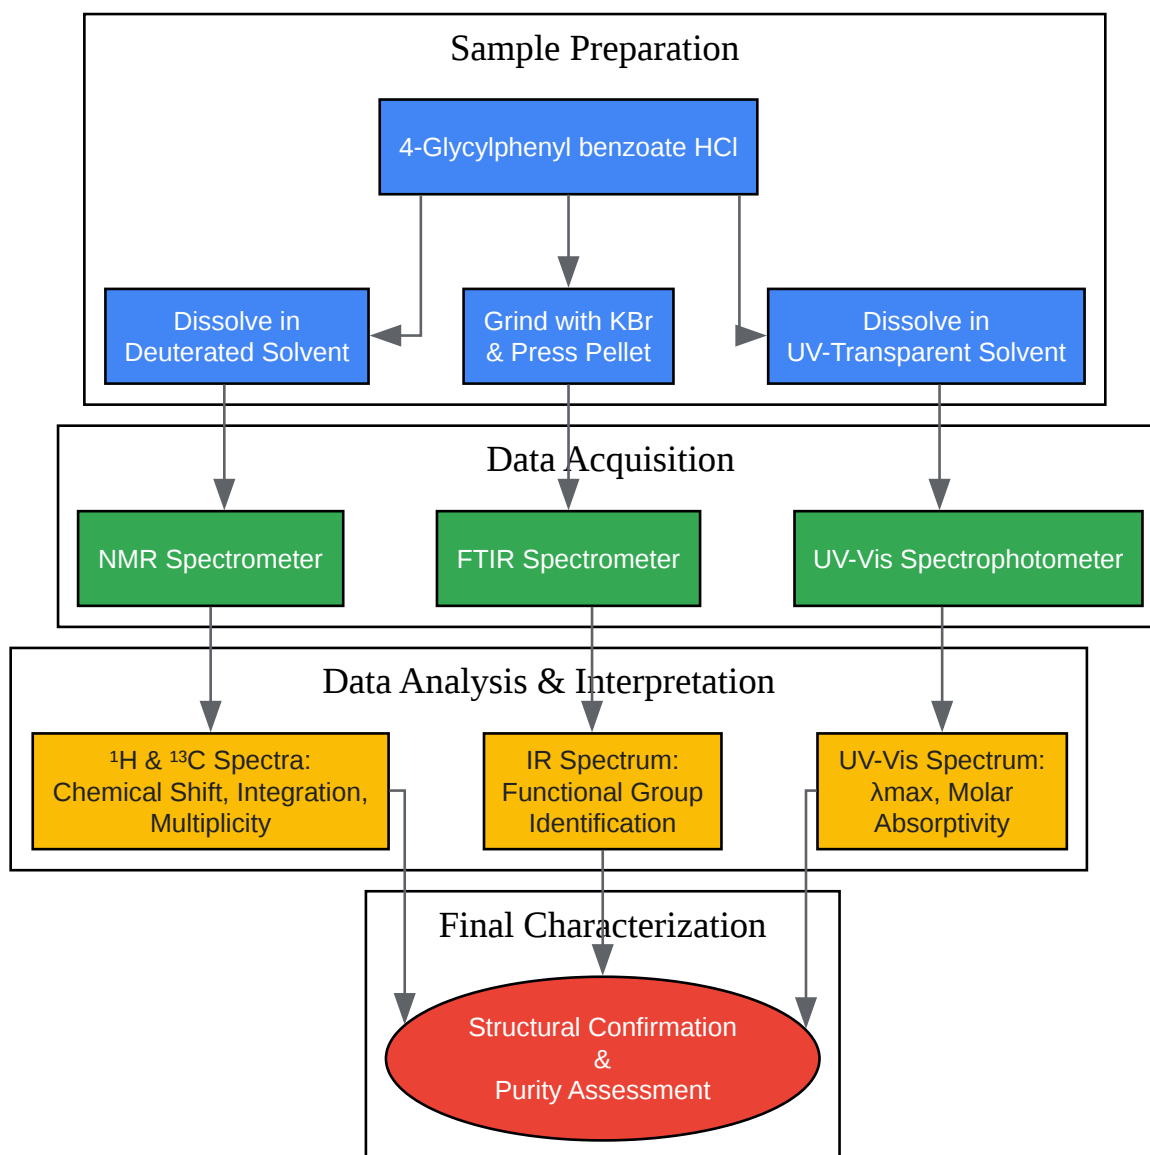 Sample Preparation
4-Glycylphenyl benzoate HCl
Dissolve in
Deuterated Solvent
Grind with KBr
& Press Pellet
Dissolve in
UV-Transparent Solvent
Data Acquisition
NMR Spectrometer
FTIR Spectrometer
UV-Vis Spectrophotometer
Data Analysis & Interpretation
¹H & ¹³C Spectra:
Chemical Shift, Integration,
Multiplicity
IR Spectrum:
Functional Group
Identification
UV-Vis Spectrum:
λmax, Molar
Absorptivity
Final Characterization
Structural Confirmation
&
Purity Assessment